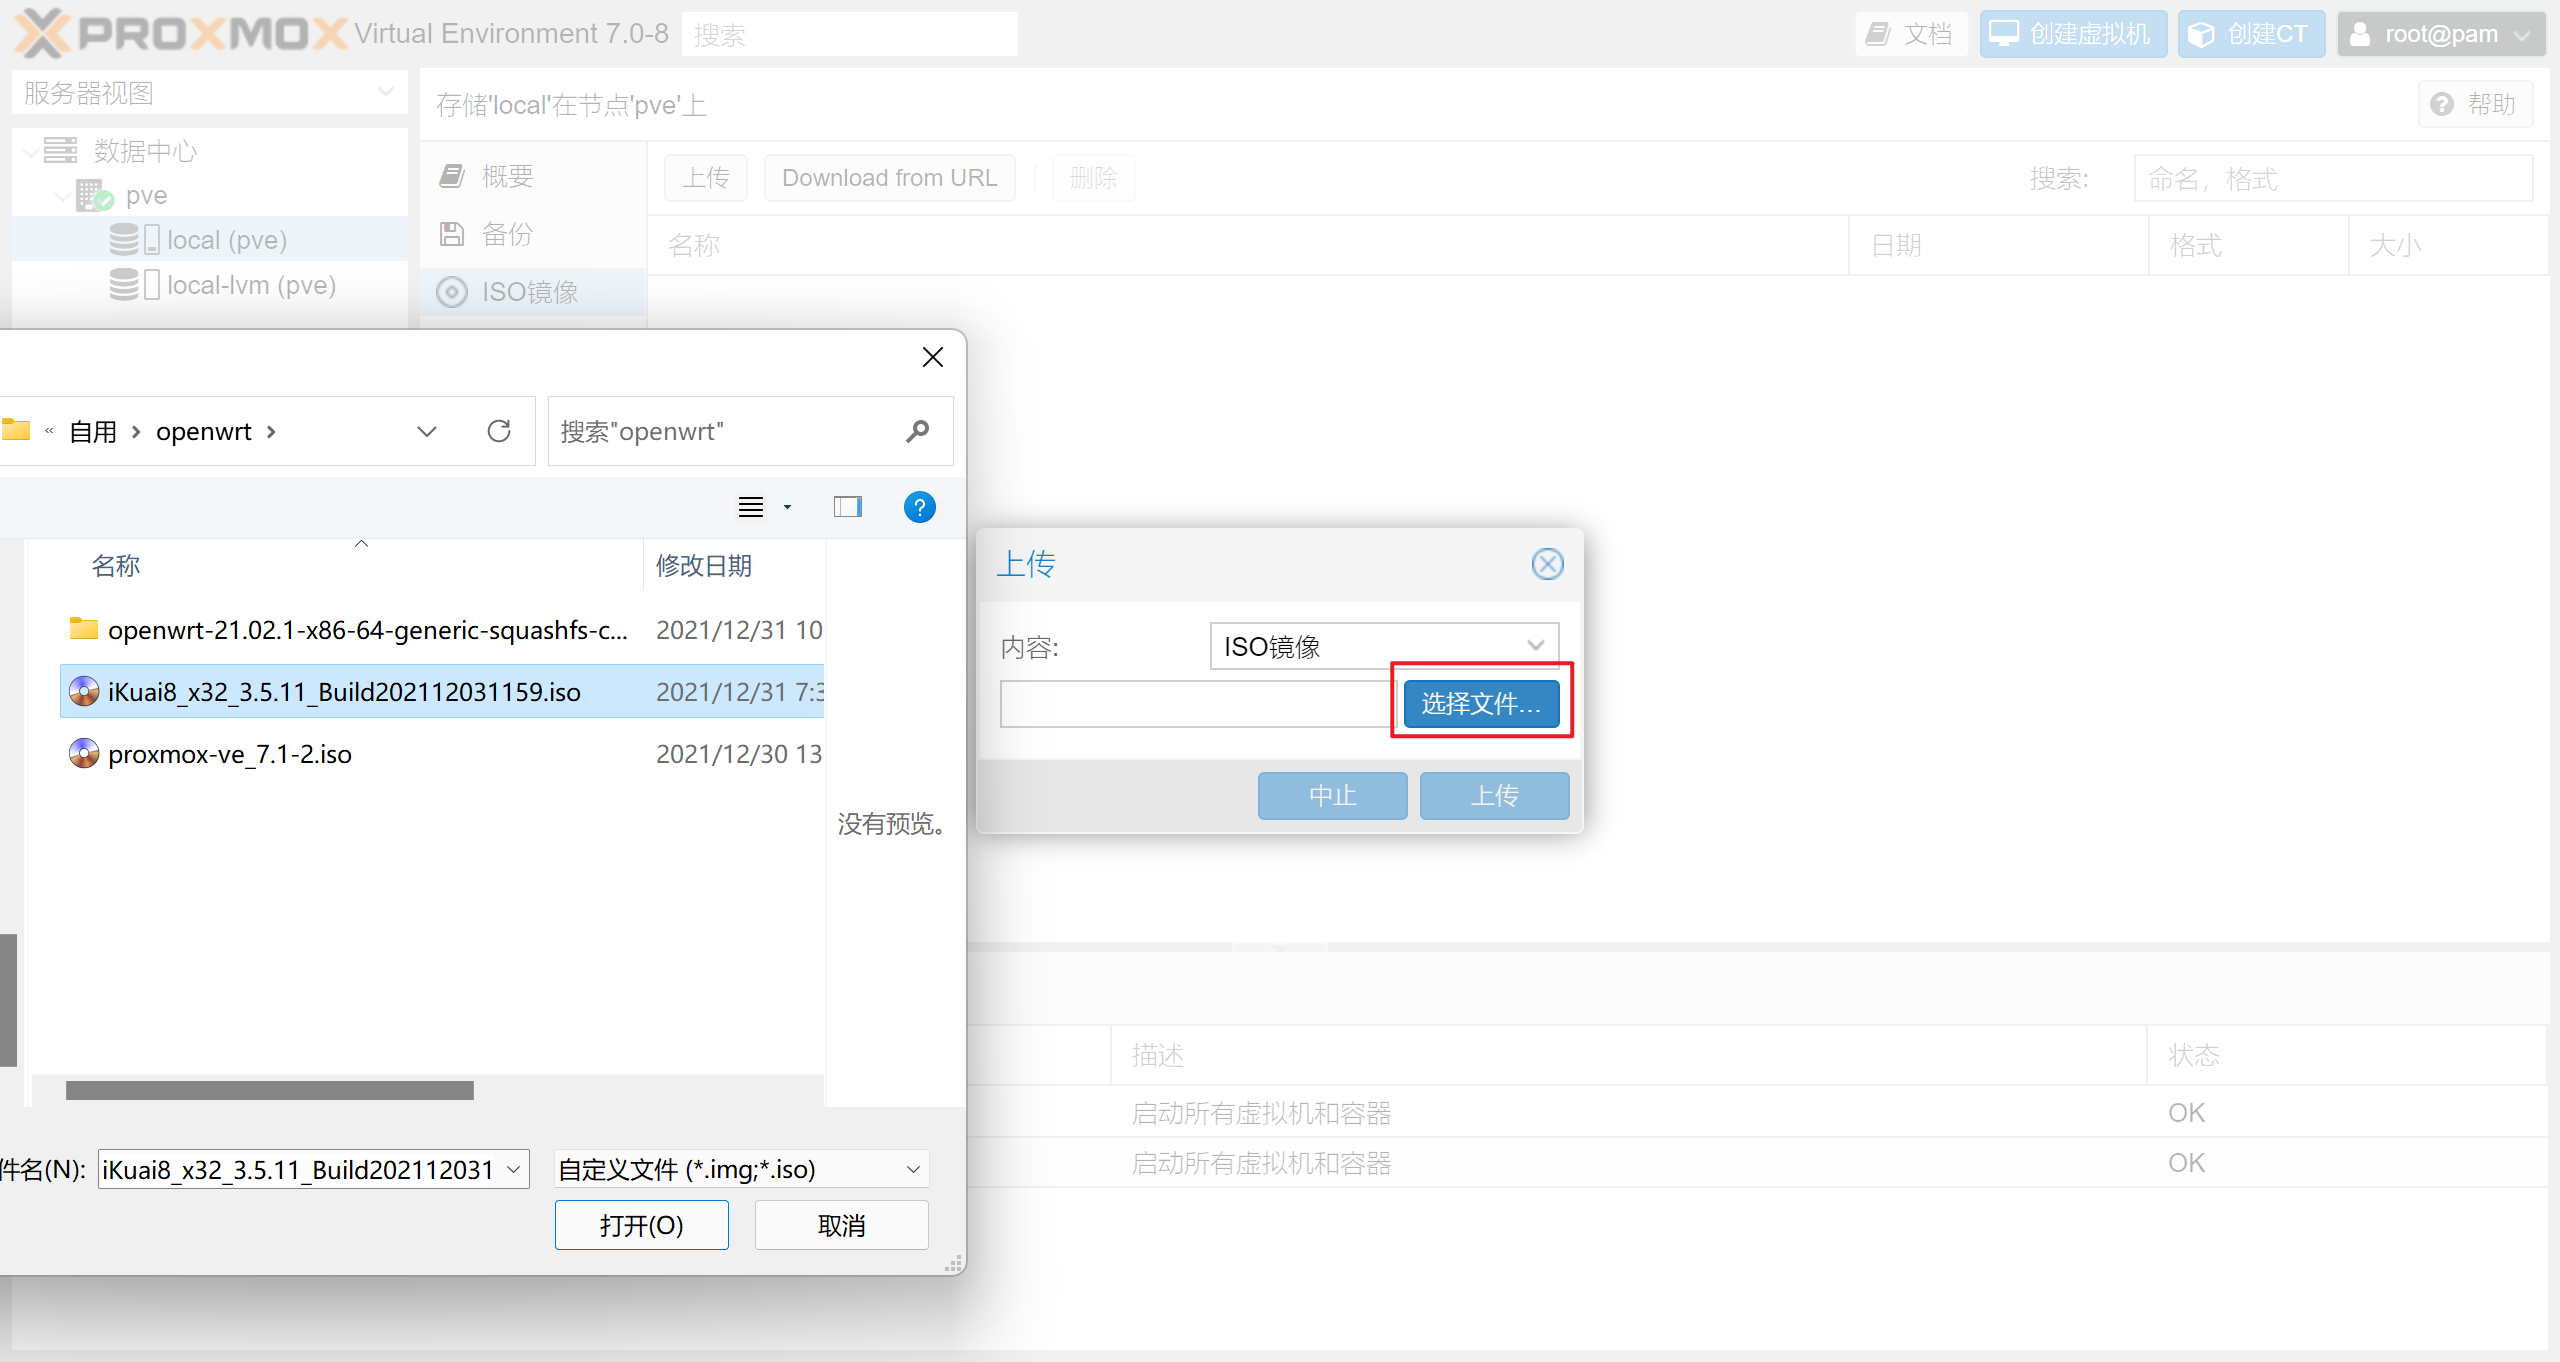 PROXMOX Virtual Environment 7.0-8 搜索 文档 创建虚拟机 创建CT root@pam
服务器视图
数据中心
pve
local (pve)
local-lvm (pve)
存储'local'在节点'pve'上 帮助
概要
备份
ISO镜像
上传 Download from URL 删除 搜索: 命名，格式
名称 日期 格式 大小
« 自用 › openwrt › 搜索"openwrt"
名称 修改日期
openwrt-21.02.1-x86-64-generic-squashfs-c... 2021/12/31 10
iKuai8_x32_3.5.11_Build202112031159.iso 2021/12/31 7:3
proxmox-ve_7.1-2.iso 2021/12/30 13
没有预览。
件名(N): iKuai8_x32_3.5.11_Build202112031 自定义文件 (*.img;*.iso)
打开(O) 取消
上传
内容: ISO镜像
选择文件...
中止 上传
描述 状态
启动所有虚拟机和容器 OK
启动所有虚拟机和容器 OK